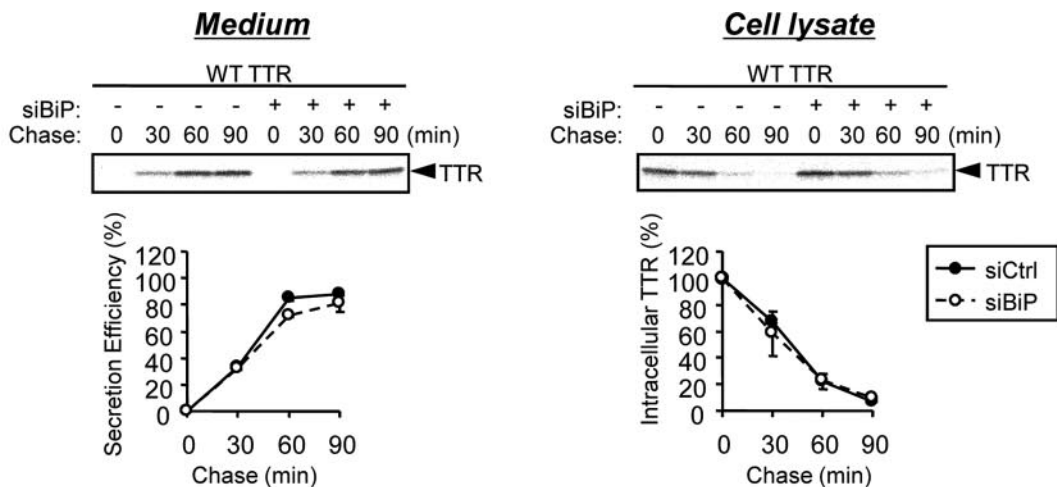 Medium
WT TTR
siBiP: - - - - + + + +
Chase: 0 30 60 90 0 30 60 90 (min)
TTR
Secretion Efficiency (%)
120
100
80
60
40
20
0
0 30 60 90
Chase (min)
Cell lysate
WT TTR
siBiP: - - - - + + + +
Chase: 0 30 60 90 0 30 60 90 (min)
TTR
Intracellular TTR (%)
120
100
80
60
40
20
0
0 30 60 90
Chase (min)
siCtrl
siBiP